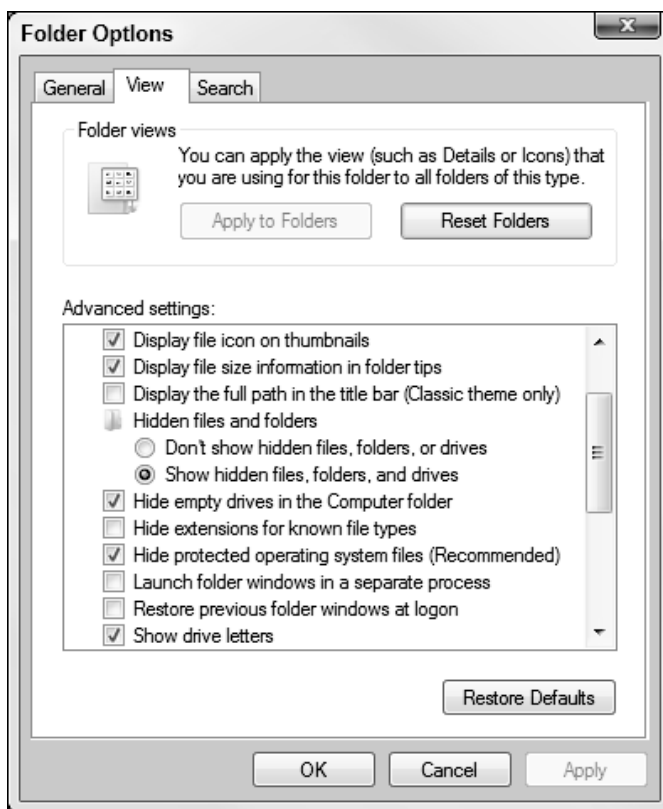 Folder Options
General
View
Search
Folder views
You can apply the view (such as Details or Icons) that
you are using for this folder to all folders of this type.
Apply to Folders
Reset Folders
Advanced settings:
Display file icon on thumbnails
Display file size information in folder tips
Display the full path in the title bar (Classic theme only)
Hidden files and folders
Don't show hidden files, folders, or drives
Show hidden files, folders, and drives
Hide empty drives in the Computer folder
Hide extensions for known file types
Hide protected operating system files (Recommended)
Launch folder windows in a separate process
Restore previous folder windows at logon
Show drive letters
Restore Defaults
OK
Cancel
Apply